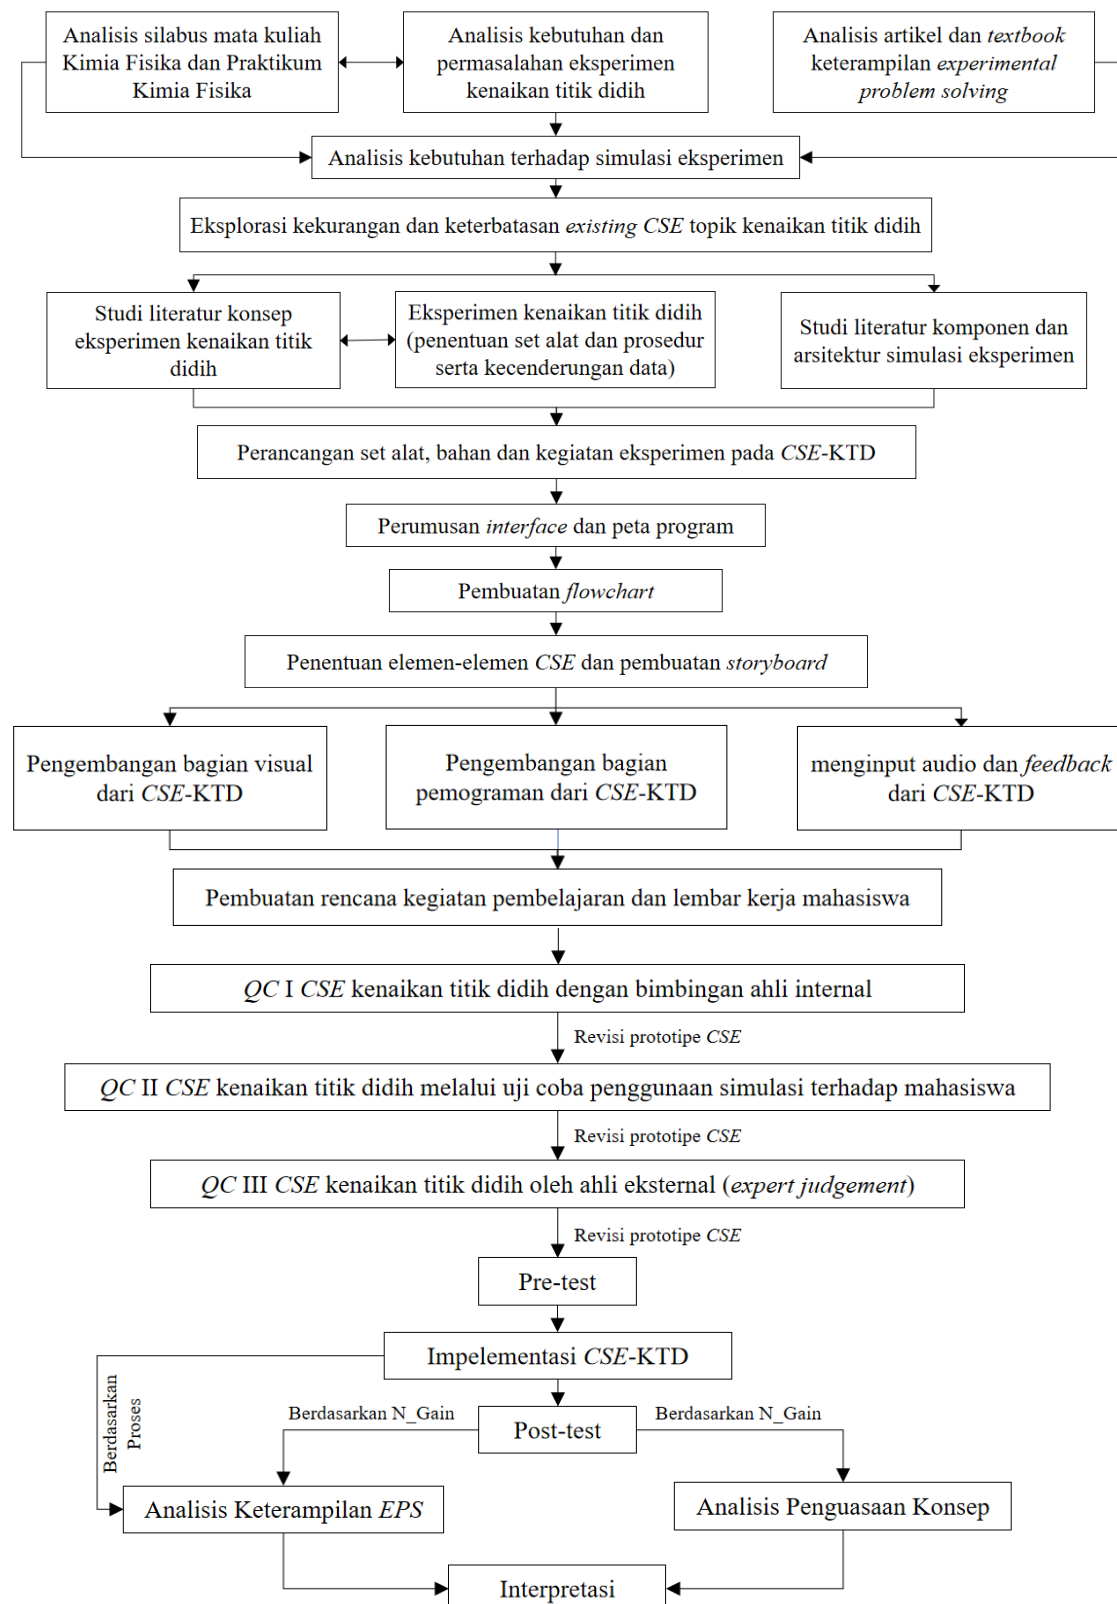 Analisis silabus mata kuliah
Kimia Fisika dan Praktikum
Kimia Fisika
Analisis kebutuhan dan
permasalahan eksperimen
kenaikan titik didih
Analisis artikel dan textbook
keterampilan experimental
problem solving
Analisis kebutuhan terhadap simulasi eksperimen
Eksplorasi kekurangan dan keterbatasan existing CSE topik kenaikan titik didih
Studi literatur konsep
eksperimen kenaikan titik
didih
Eksperimen kenaikan titik didih
(penentuan set alat dan prosedur
serta kecenderungan data)
Studi literatur komponen dan
arsitektur simulasi eksperimen
Perancangan set alat, bahan dan kegiatan eksperimen pada CSE-KTD
Perumusan interface dan peta program
Pembuatan flowchart
Penentuan elemen-elemen CSE dan pembuatan storyboard
Pengembangan bagian visual
dari CSE-KTD
Pengembangan bagian
pemograman dari CSE-KTD
menginput audio dan feedback
dari CSE-KTD
Pembuatan rencana kegiatan pembelajaran dan lembar kerja mahasiswa
QC I CSE kenaikan titik didih dengan bimbingan ahli internal
Revisi prototipe CSE
QC II CSE kenaikan titik didih melalui uji coba penggunaan simulasi terhadap mahasiswa
Revisi prototipe CSE
QC III CSE kenaikan titik didih oleh ahli eksternal (expert judgement)
Revisi prototipe CSE
Pre-test
Impelementasi CSE-KTD
Berdasarkan
Proses
Berdasarkan N_Gain
Post-test
Berdasarkan N_Gain
Analisis Keterampilan EPS
Analisis Penguasaan Konsep
Interpretasi